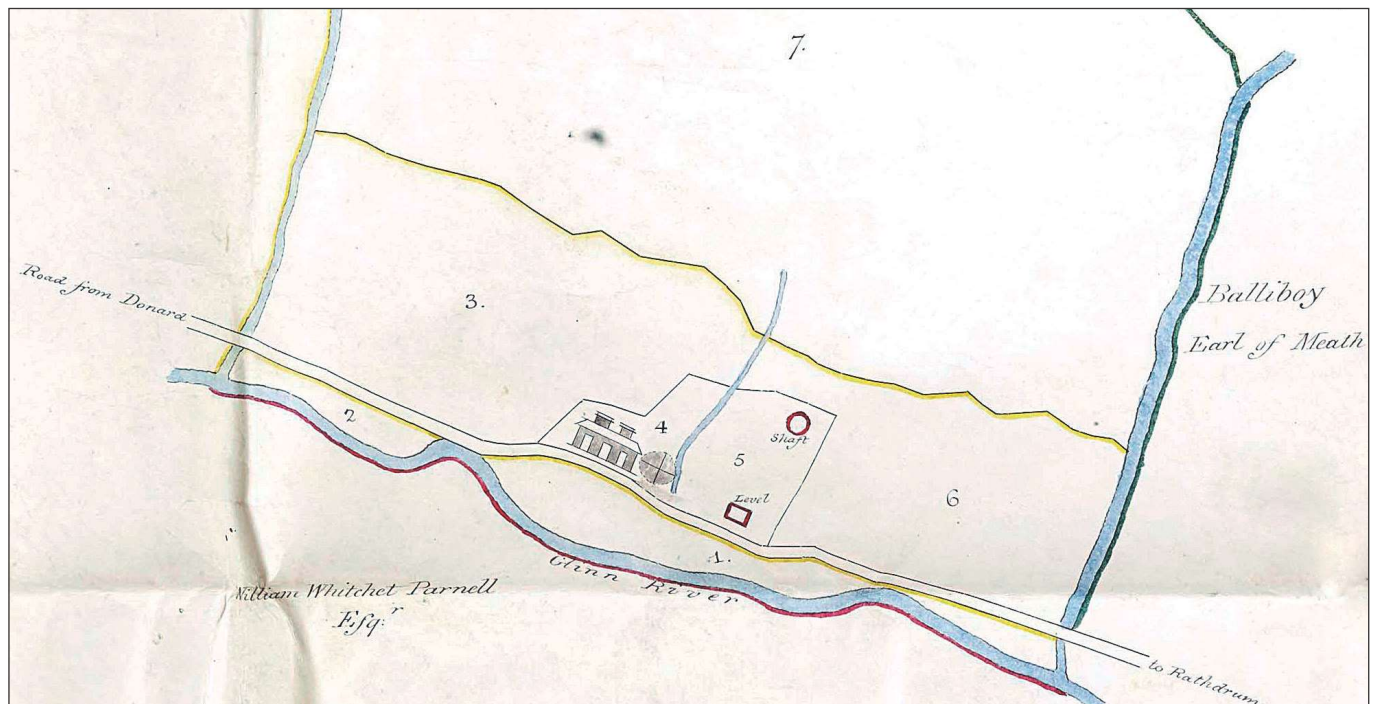 7.
Road from Donard
3.
Balliboy
Earl of Meath
2
4
Shaft
5
Level
6
1.
Glinn River
William Whitchet Parnell
Esqr
to Rathdrum